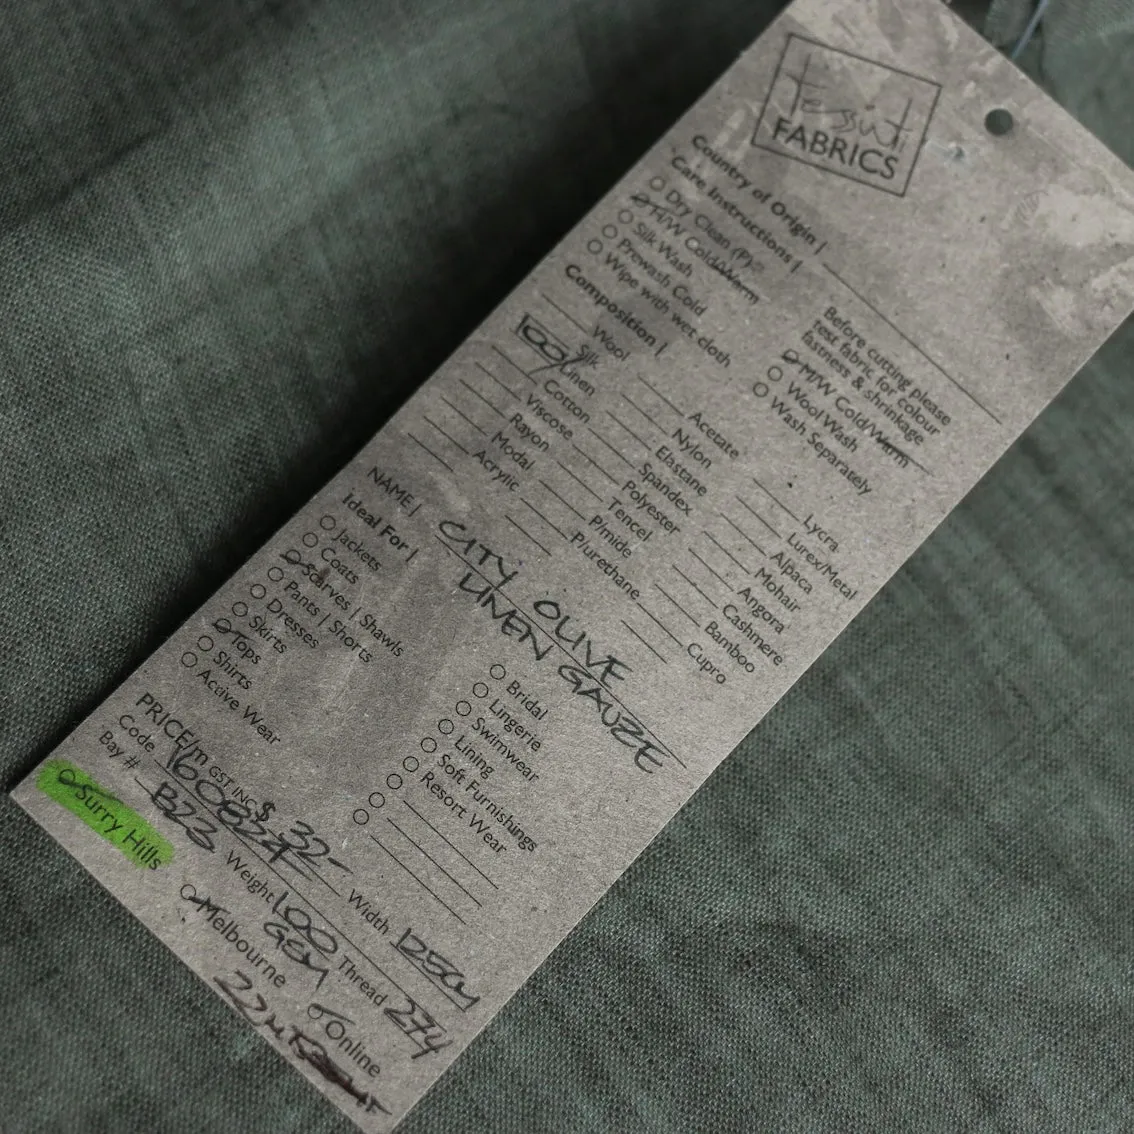 Tessuti
FABRICS
Country of Origin |
Care Instructions |
Dry Clean (P)
H/W Cold/Warm
Silk Wash
Prewash Cold
Wipe with wet cloth
Before cutting please
test fabric for colour
fastness & shrinkage
M/W Cold/Warm
Wool Wash
Wash Separately
Composition |
Wool
Silk
100% Linen
Cotton
Viscose
Rayon
Modal
Acrylic
Acetate
Nylon
Elastane
Spandex
Polyester
Tencel
P/mide
P/urethane
Lycra
Lurex/Metal
Alpaca
Mohair
Angora
Cashmere
Bamboo
Cupro
NAME | CITY OLIVE
LINEN GAUZE
Ideal For |
Jackets
Coats
Scarves | Shawls
Pants | Shorts
Dresses
Skirts
Tops
Shirts
Active Wear
Bridal
Lingerie
Swimwear
Lining
Soft Furnishings
Resort Wear
PRICE/m GST INC $ 32- Width 125CM
Code 1608224
Bay # B23 Weight 100 GSM Thread 274
Surry Hills Melbourne Online